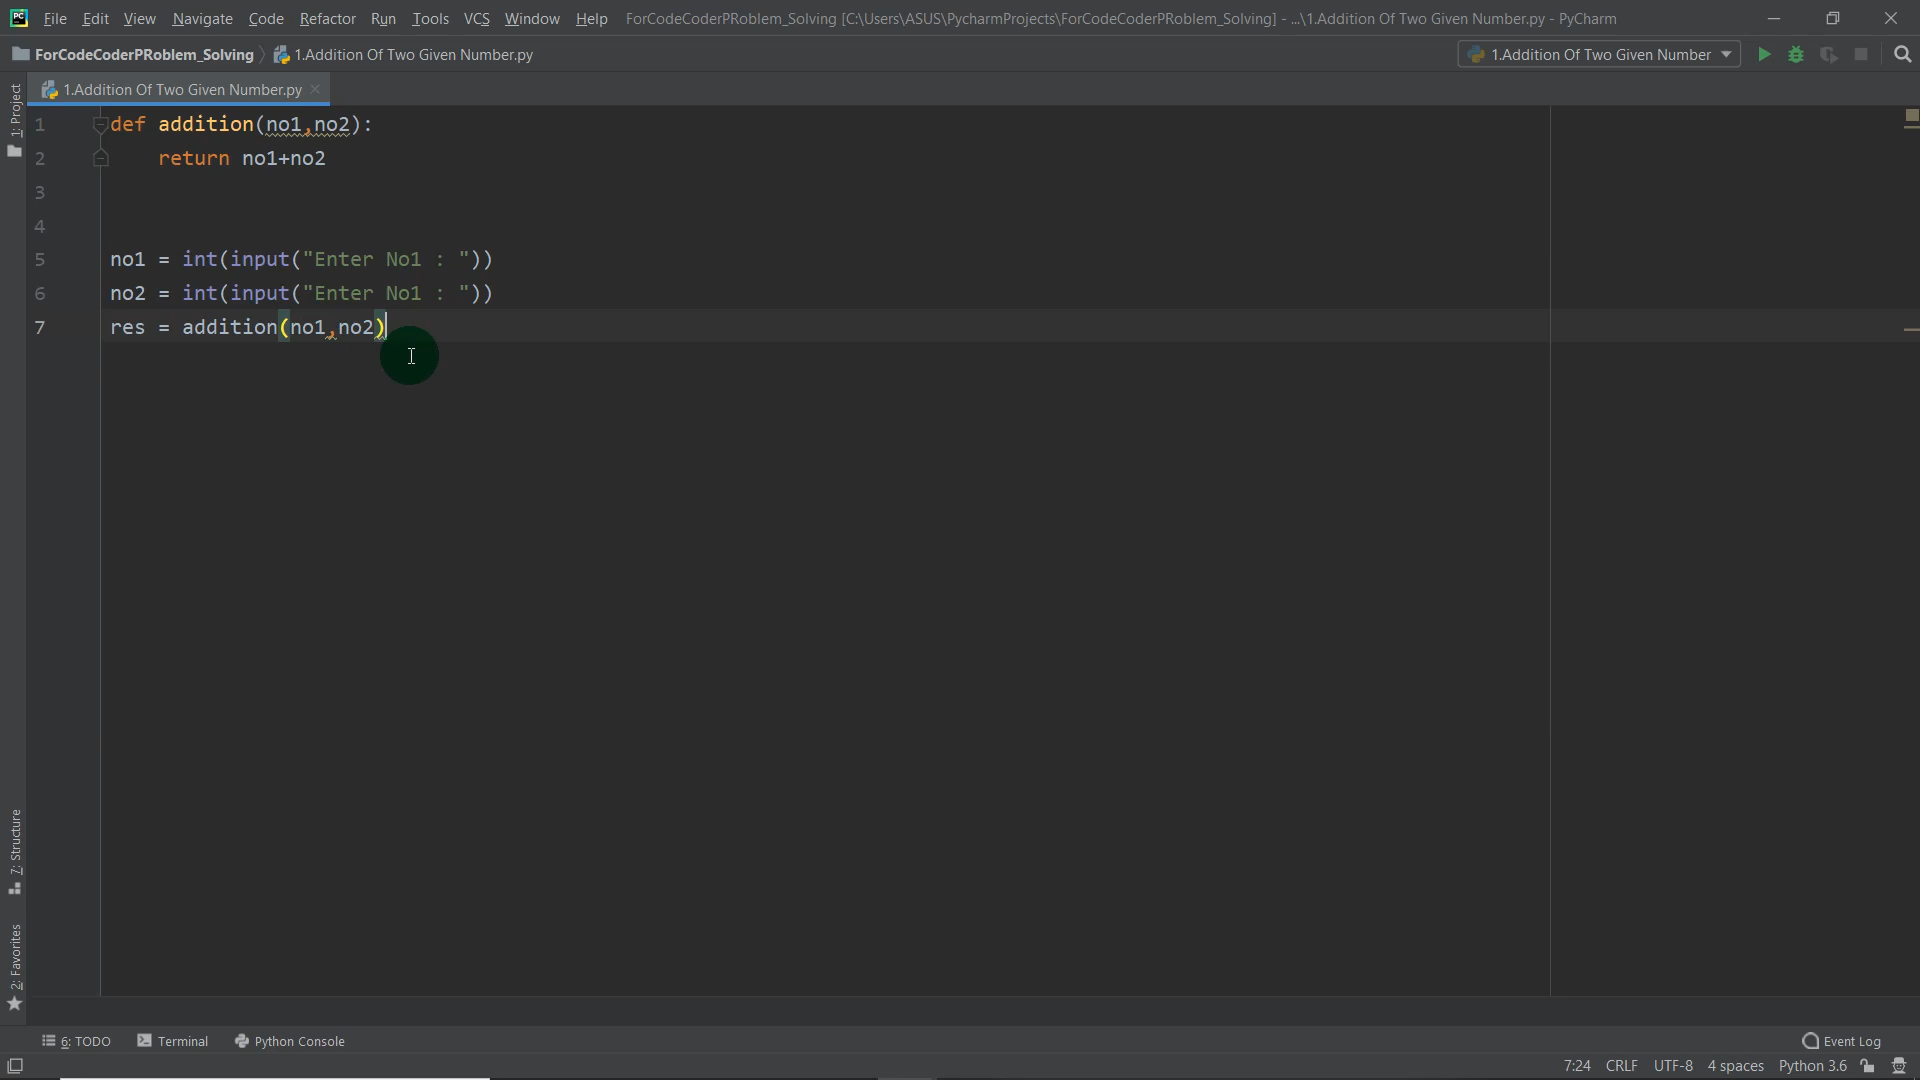 PC File Edit View Navigate Code Refactor Run Tools VCS Window Help ForCodeCoderPRoblem_Solving [C:\Users\ASUS\PycharmProjects\ForCodeCoderPRoblem_Solving] - ...\1.Addition Of Two Given Number.py - PyCharm
ForCodeCoderPRoblem_Solving 1.Addition Of Two Given Number.py 1.Addition Of Two Given Number
1: Project
1.Addition Of Two Given Number.py
1 def addition(no1,no2):
2 return no1+no2
3
4
5 no1 = int(input("Enter No1 : "))
6 no2 = int(input("Enter No1 : "))
7 res = addition(no1,no2)
7: Structure
2: Favorites
6: TODO Terminal Python Console Event Log
7:24 CRLF UTF-8 4 spaces Python 3.6